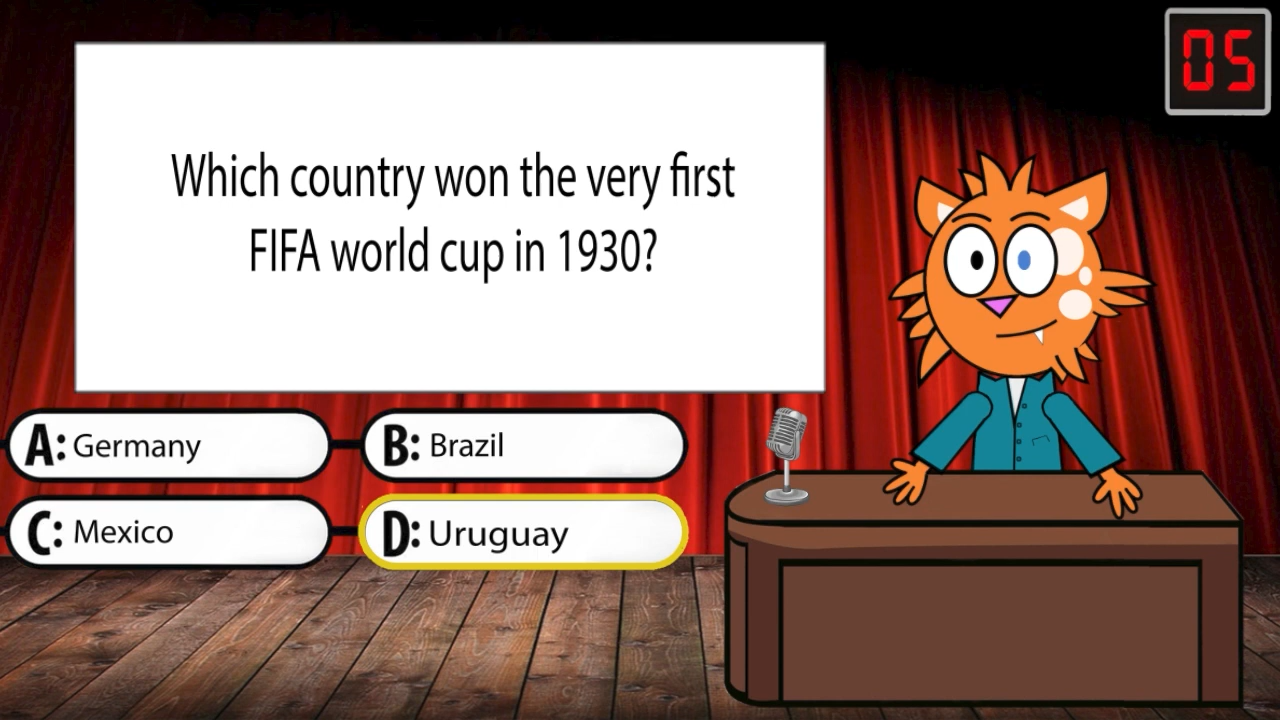 05
Which country won the very first
FIFA world cup in 1930?
A: Germany
B: Brazil
C: Mexico
D: Uruguay